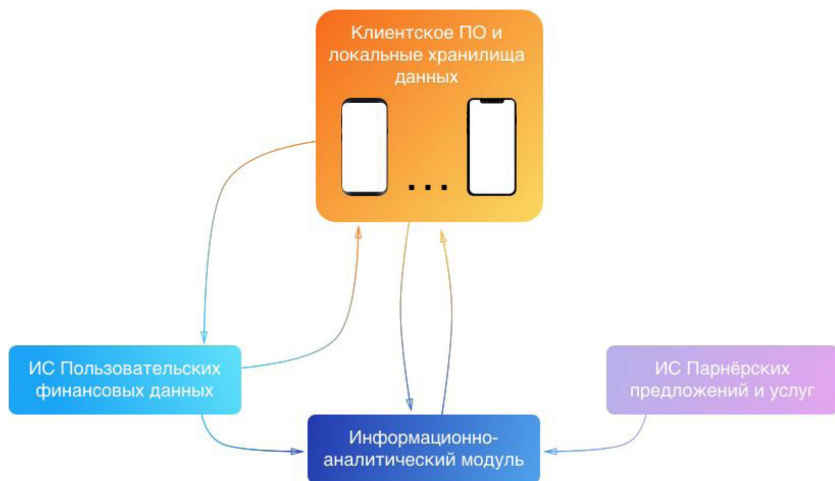 Клиентское ПО и
локальные хранилища
данных
...
ИС Пользовательских
финансовых данных
ИС Парнёрских
предложений и услуг
Информационно-
аналитический модуль